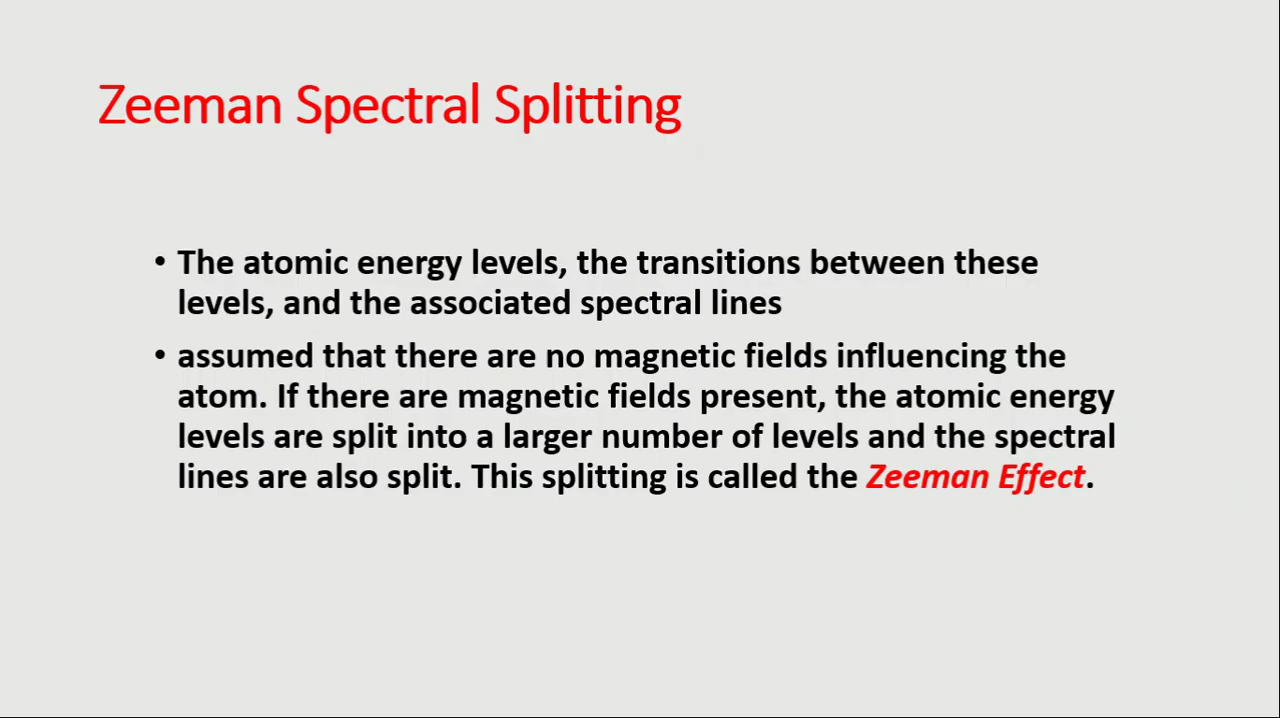 Zeeman Spectral Splitting
• The atomic energy levels, the transitions between these
levels, and the associated spectral lines
• assumed that there are no magnetic fields influencing the
atom. If there are magnetic fields present, the atomic energy
levels are split into a larger number of levels and the spectral
lines are also split. This splitting is called the Zeeman Effect.